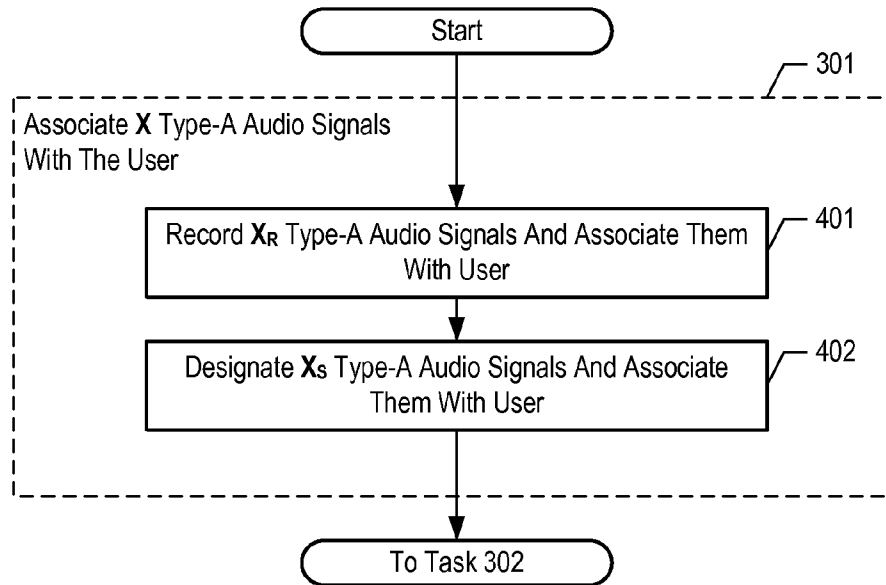 Start
301
Associate X Type-A Audio Signals
With The User
Record XR Type-A Audio Signals And Associate Them
With User
401
Designate XS Type-A Audio Signals And Associate
Them With User
402
To Task 302